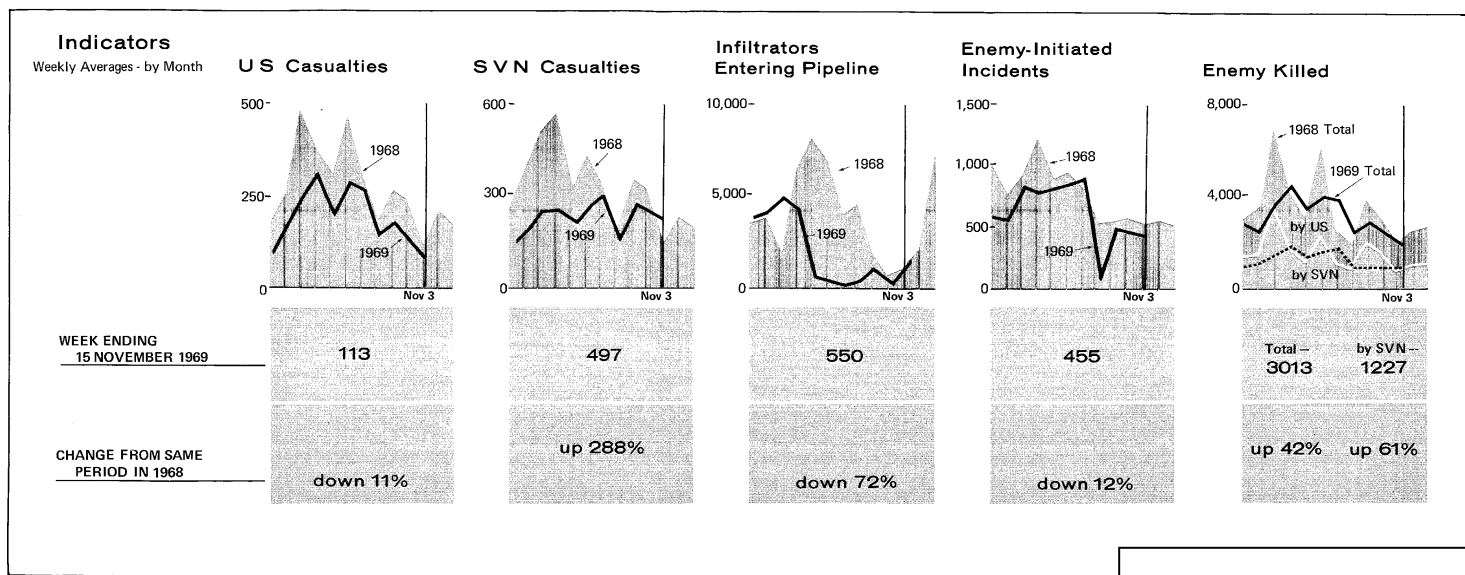 Indicators
Weekly Averages - by Month
US Casualties
500
250
0
1968
1969
Nov 3
SVN Casualties
600
300
0
1968
1969
Nov 3
Infiltrators
Entering Pipeline
10,000
5,000
0
1968
1969
Nov 3
Enemy-Initiated
Incidents
1,500
1,000
500
0
1968
1969
Nov 3
Enemy Killed
8,000
4,000
0
1968 Total
1969 Total
by US
by SVN
Nov 3
WEEK ENDING
15 NOVEMBER 1969
113
497
550
455
Total –
3013
by SVN –
1227
CHANGE FROM SAME
PERIOD IN 1968
down 11%
up 288%
down 72%
down 12%
up 42%
up 61%